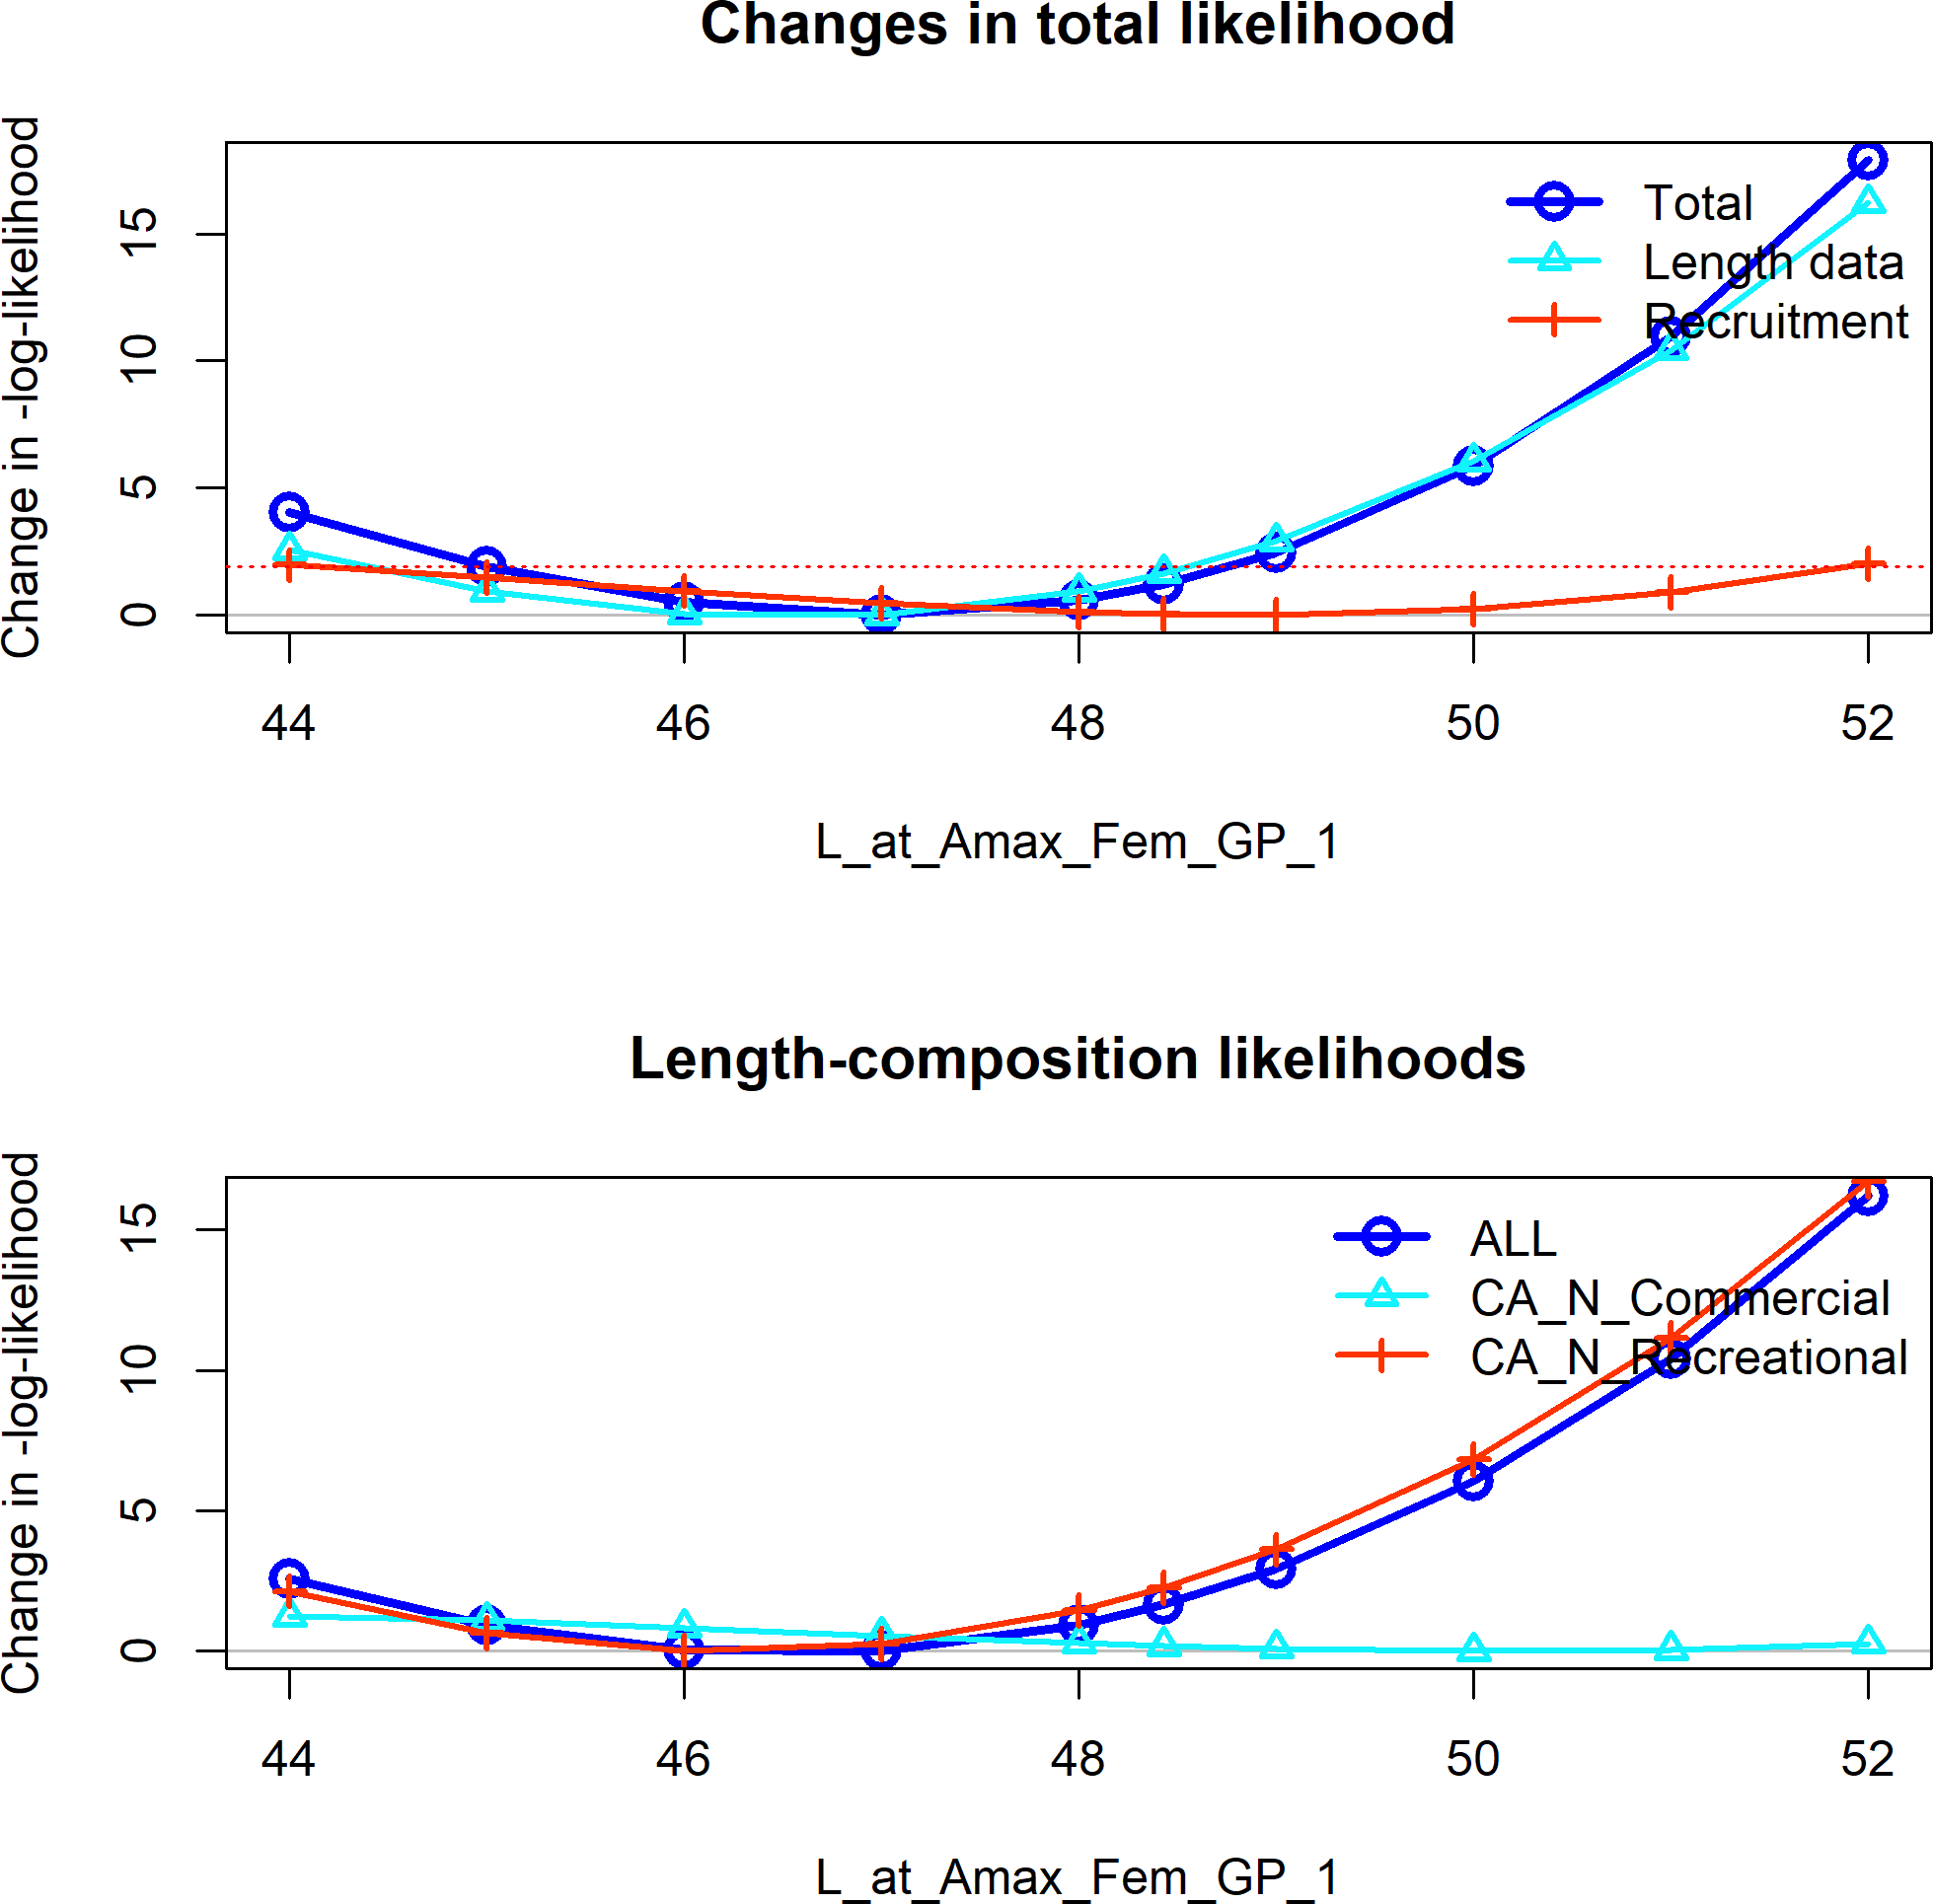 Changes in total likelihood
Change in -log-likelihood
15
10
5
0
Total
Length data
Recruitment
44 46 48 50 52
L_at_Amax_Fem_GP_1
Length-composition likelihoods
Change in -log-likelihood
15
10
5
0
ALL
CA_N_Commercial
CA_N_Recreational
44 46 48 50 52
L_at_Amax_Fem_GP_1